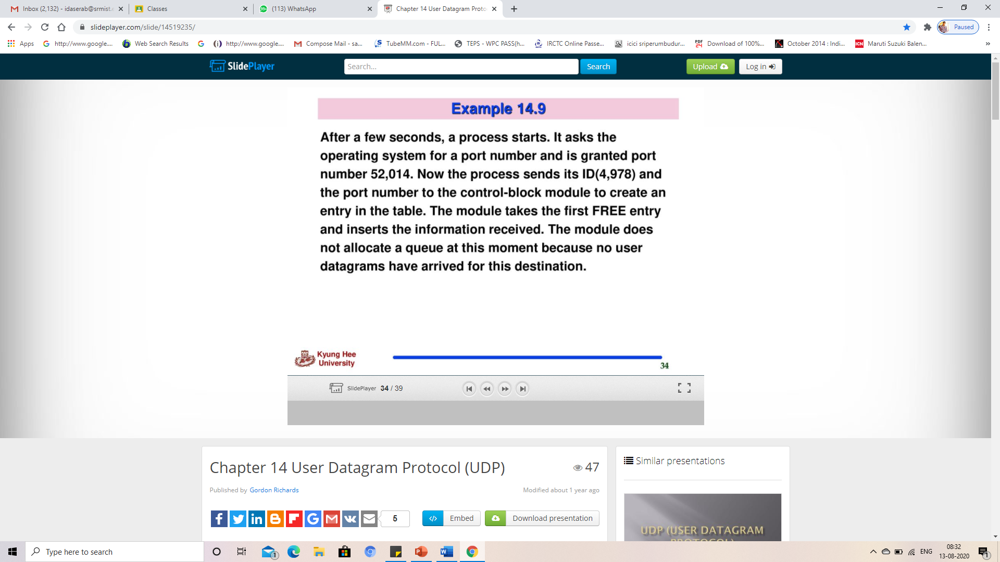 Inbox (2,132) - idaserab@srmist.e
Classes
(113) WhatsApp
Chapter 14 User Datagram Proto
slideplayer.com/slide/14519235/
Paused
Apps
http://www.google....
Web Search Results
http://www.google....
Compose Mail - sa...
TubeMM.com - FUL...
TEPS - WPC PASS(h...
IRCTC Online Passe...
icici sriperumbudur...
Download of 100%...
October 2014 : Indi...
Maruti Suzuki Balen...
»
SlidePlayer
Search...
Search
Upload
Log in
Example 14.9
After a few seconds, a process starts. It asks the
operating system for a port number and is granted port
number 52,014. Now the process sends its ID(4,978) and
the port number to the control-block module to create an
entry in the table. The module takes the first FREE entry
and inserts the information received. The module does
not allocate a queue at this moment because no user
datagrams have arrived for this destination.
Kyung Hee
University
34
SlidePlayer 34 / 39
Chapter 14 User Datagram Protocol (UDP)
47
Published by Gordon Richards
Modified about 1 year ago
5
Embed
Download presentation
Similar presentations
UDP (USER DATAGRAM
PROTOCOL)
Type here to search
ENG
08:32
13-08-2020